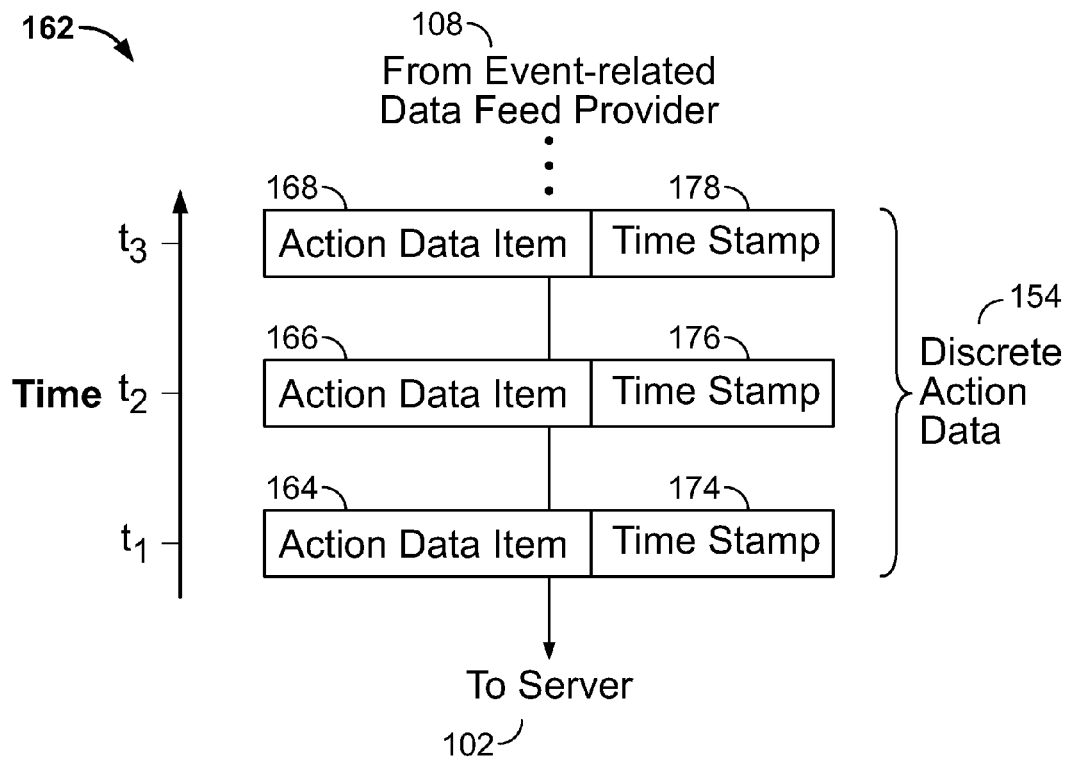 162
108
From Event-related
Data Feed Provider
168
178
t3
Action Data Item
Time Stamp
154
166
176
Discrete
Action
Data
Time
t2
Action Data Item
Time Stamp
164
174
t1
Action Data Item
Time Stamp
To Server
102